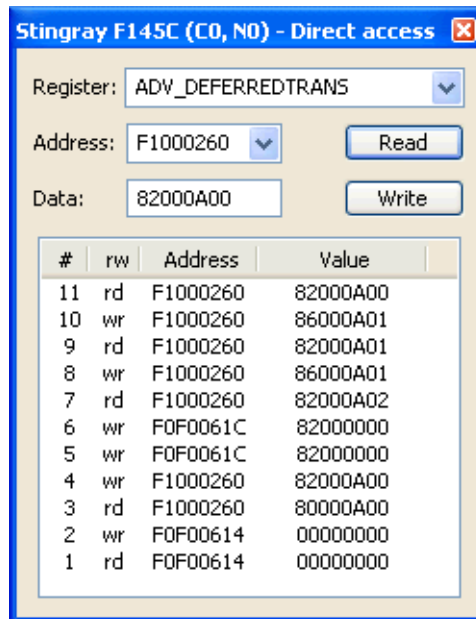 Stingray F145C (C0, N0) - Direct access
Register: ADV_DEFERREDTRANS
Address: F1000260 Read
Data: 82000A00 Write
# rw Address Value
11 rd F1000260 82000A00
10 wr F1000260 86000A01
9 rd F1000260 82000A01
8 wr F1000260 86000A01
7 rd F1000260 82000A02
6 wr F0F0061C 82000000
5 wr F0F0061C 82000000
4 wr F1000260 82000A00
3 rd F1000260 80000A00
2 wr F0F00614 00000000
1 rd F0F00614 00000000